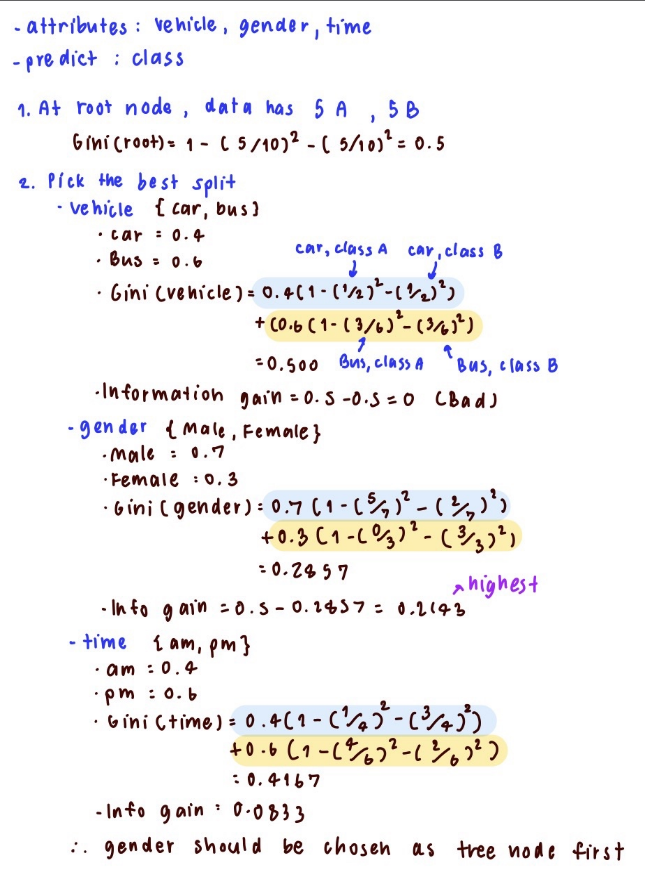 - attributes : vehicle, gender, time
- predict : class
1. At root node, data has 5 A , 5 B
Gini(root) = 1 - ( 5/10)² - ( 5/10)² = 0.5
2. Pick the best split
- vehicle { car, bus }
• car = 0.4
• Bus = 0.6
car, class A car, class B
• Gini (vehicle) = 0.4(1 - (1/2)² - (1/2)²)
+ (0.6 (1 - ( 3/6)² - (3/6)²)
= 0.500 Bus, class A Bus, class B
• Information gain = 0.5 - 0.5 = 0 (Bad)
- gender { Male, Female }
• Male : 0.7
• Female : 0.3
• Gini ( gender) = 0.7 (1 - (5/7)² - (2/7)²)
+ 0.3 (1 - (0/3)² - (3/3)²)
= 0.2857
highest
• Info gain = 0.5 - 0.2857 = 0.2143
- time { am, pm }
• am : 0.4
• pm : 0.6
• Gini (time) = 0.4(1 - (1/4)² - (3/4)²)
+0.6 (1 - (4/6)² - (2/6)²)
= 0.4167
- Info gain = 0.0833
∴ gender should be chosen as tree node first